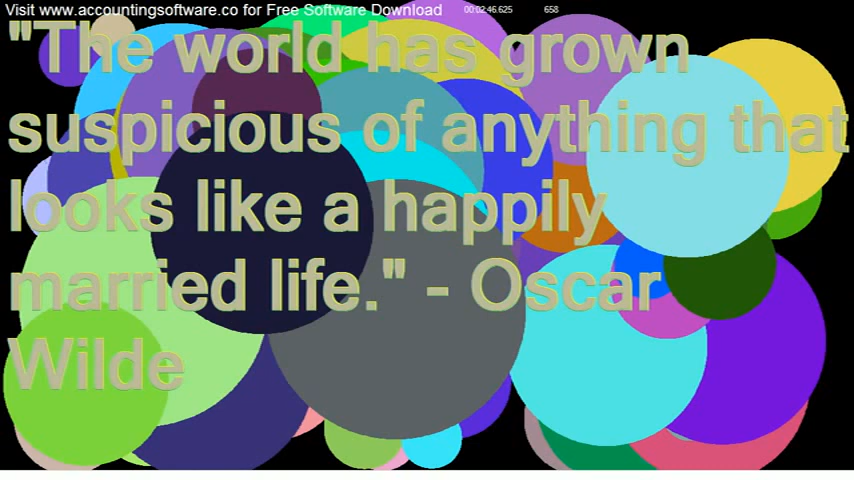 Visit www.accountingsoftware.co for Free Software Download 00:02:46.625 658
"The world has grown
suspicious of anything that
looks like a happily
married life." - Oscar
Wilde